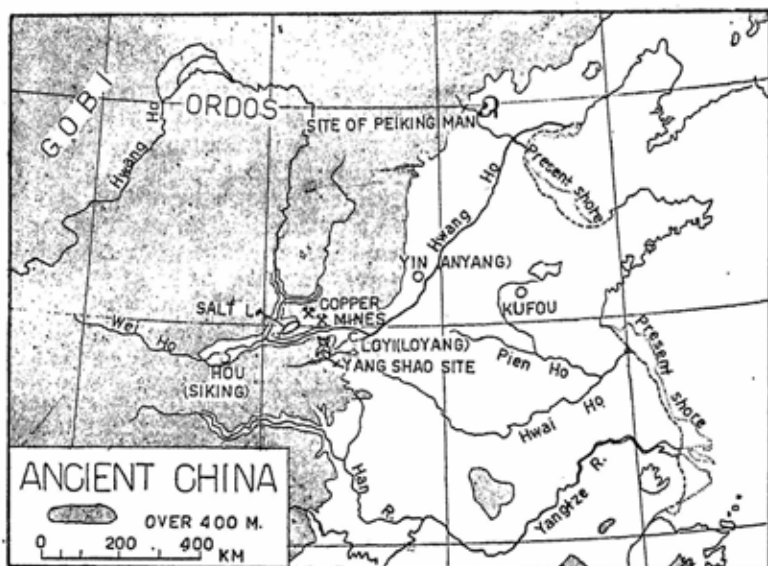 GOBI
Hwang Ho
ORDOS
SITE OF PEIKING MAN
Present shore
Hwang Ho
YIN (ANYANG)
KUFOU
SALT L.
COPPER
MINES
Wei Ho
LOYI(LOYANG)
YANG SHAO SITE
HOU
(SIKING)
Pien Ho
Present shore
Hwai Ho
Han R.
Yangtze R.
ANCIENT CHINA
OVER 400 M.
0 200 400
KM